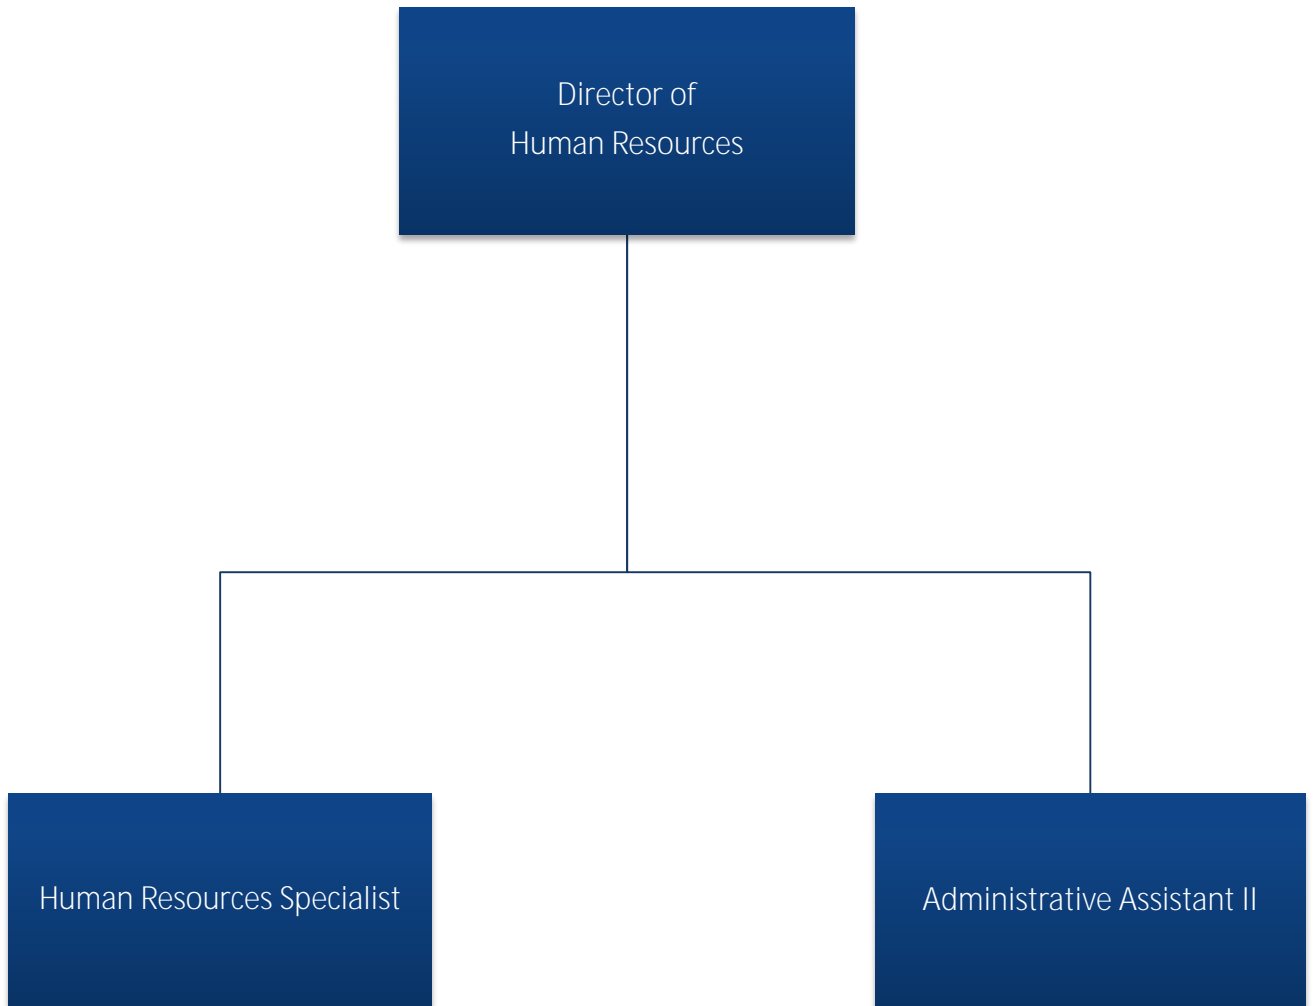 Director of
Human Resources
Human Resources Specialist
Administrative Assistant II